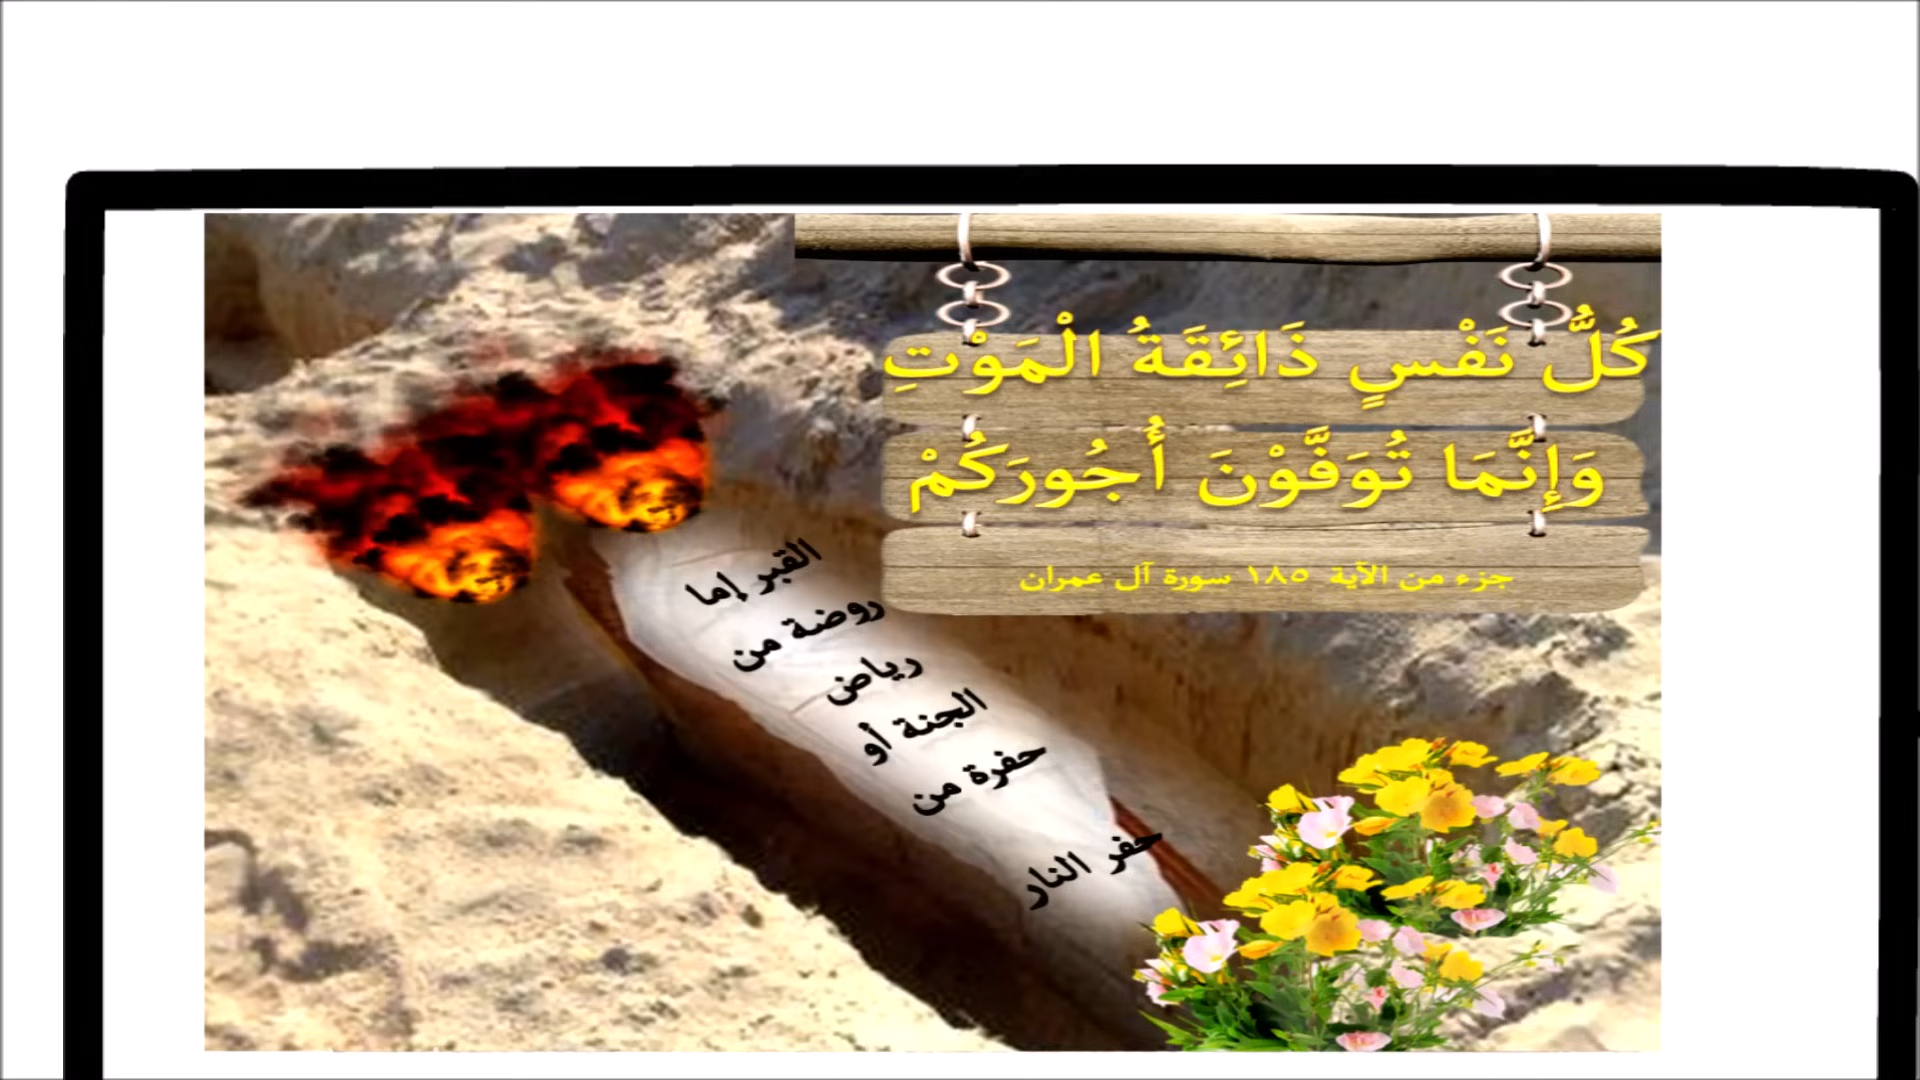 كُلُّ نَفْسٍ ذَائِقَةُ الْمَوْتِ
وَإِنَّمَا تُوَفَّوْنَ أُجُورَكُمْ
جزء من الآية ١٨٥ سورة آل عمران
القبر إما
روضة من
رياض
الجنة أو
حفرة من
حفر النار